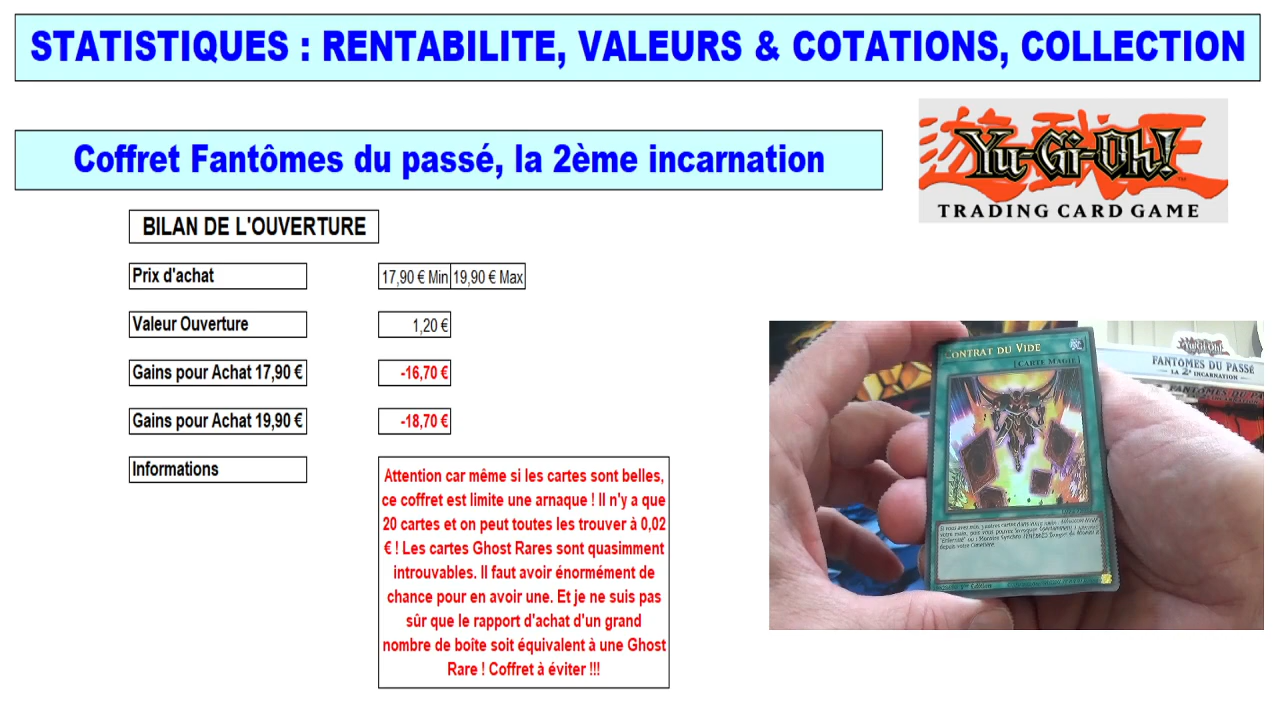 STATISTIQUES : RENTABILITE, VALEURS & COTATIONS, COLLECTION
Coffret Fantômes du passé, la 2ème incarnation
Yu-Gi-Oh!
TRADING CARD GAME
BILAN DE L'OUVERTURE
Prix d'achat 17,90 € Min 19,90 € Max
Valeur Ouverture 1,20 €
Gains pour Achat 17,90 € -16,70 €
Gains pour Achat 19,90 € -18,70 €
Informations
Attention car même si les cartes sont belles,
ce coffret est limite une arnaque ! Il n'y a que
20 cartes et on peut toutes les trouver à 0,02
€ ! Les cartes Ghost Rares sont quasimment
introuvables. Il faut avoir énormément de
chance pour en avoir une. Et je ne suis pas
sûr que le rapport d'achat d'un grand
nombre de boîte soit équivalent à une Ghost
Rare ! Coffret à éviter !!!
CONTRAT DU VIDE
[CARTE MAGIE]
FANTÔMES DU PASSÉ
LA 2e INCARNATION